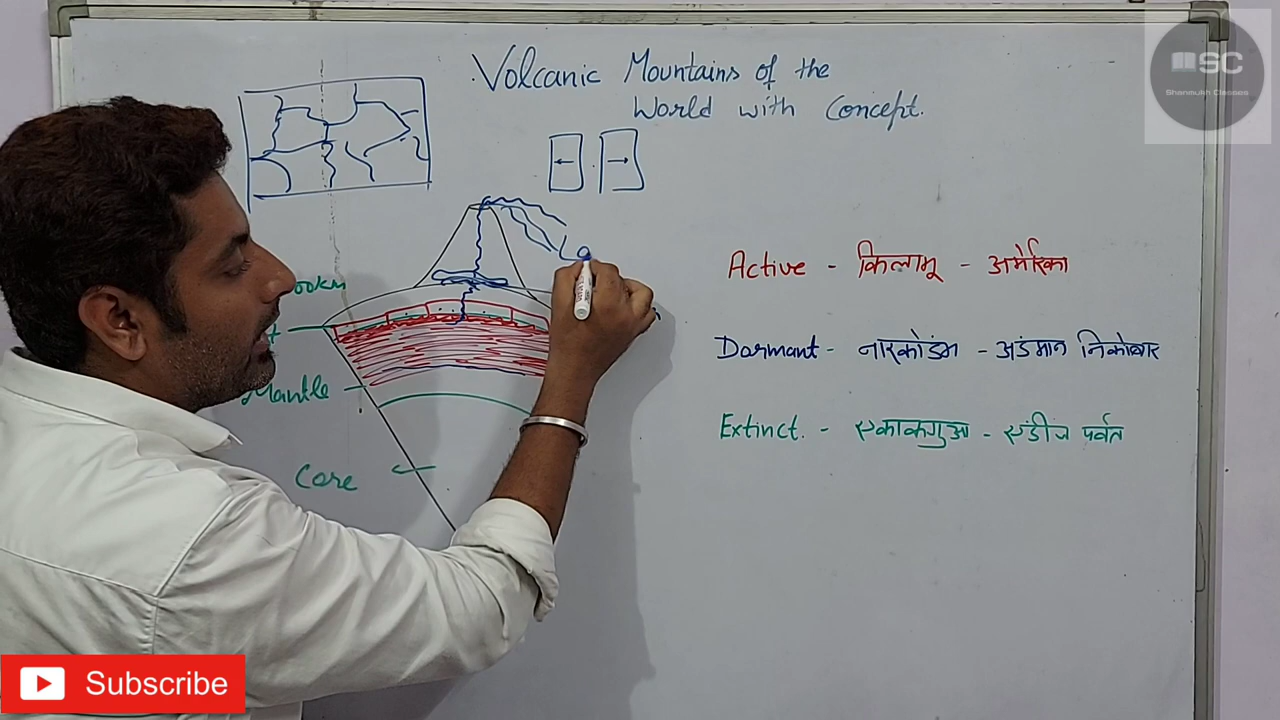 Volcanic Mountains of the
World with Concept.
SC
Shanmukh Classes
Active - किलामू - अमेरिका
Dormant - नारकोडंम - अंडमान निकोबार
Extinct. - एकाकगुआ - एंडीज पर्वत
Mantle
Core
Subscribe